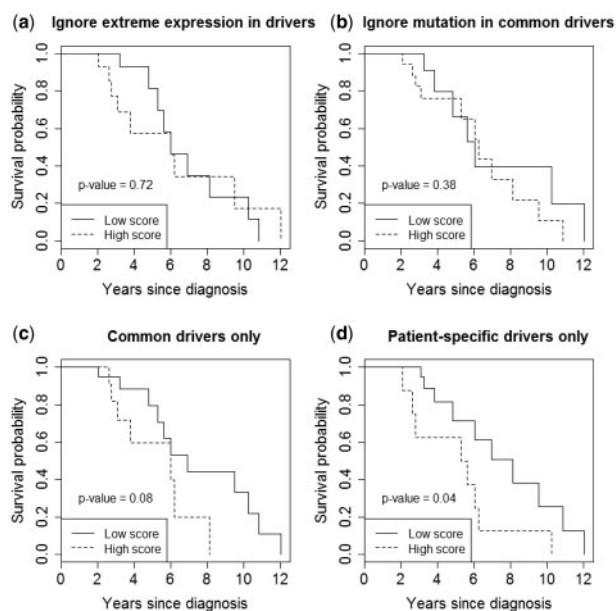 (a) Ignore extreme expression in drivers
Survival probability
1.0
0.8
0.6
0.4
0.2
0.0
p-value = 0.72
Low score
High score
0 2 4 6 8 10 12
Years since diagnosis
(b) Ignore mutation in common drivers
Survival probability
1.0
0.8
0.6
0.4
0.2
0.0
p-value = 0.38
Low score
High score
0 2 4 6 8 10 12
Years since diagnosis
(c) Common drivers only
Survival probability
1.0
0.8
0.6
0.4
0.2
0.0
p-value = 0.08
Low score
High score
0 2 4 6 8 10 12
Years since diagnosis
(d) Patient-specific drivers only
Survival probability
1.0
0.8
0.6
0.4
0.2
0.0
p-value = 0.04
Low score
High score
0 2 4 6 8 10 12
Years since diagnosis